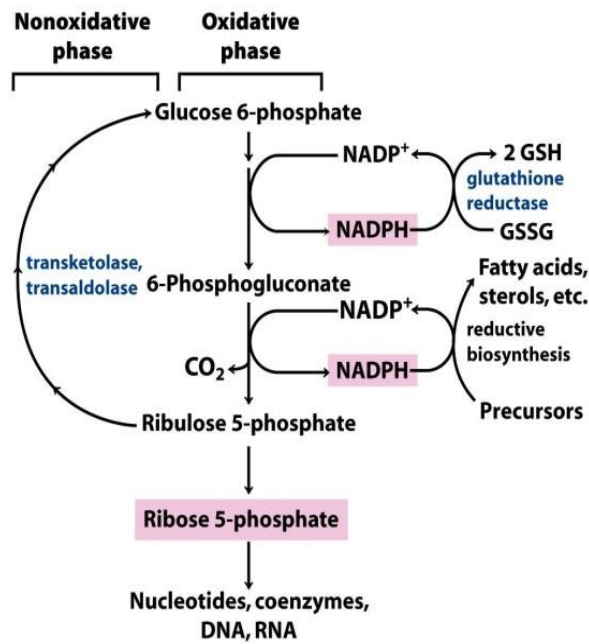 Nonoxidative
phase
Oxidative
phase
Glucose 6-phosphate
NADP⁺
2 GSH
glutathione
reductase
NADPH
GSSG
transketolase,
transaldolase
6-Phosphogluconate
Fatty acids,
sterols, etc.
NADP⁺
reductive
biosynthesis
CO₂
NADPH
Precursors
Ribulose 5-phosphate
Ribose 5-phosphate
Nucleotides, coenzymes,
DNA, RNA